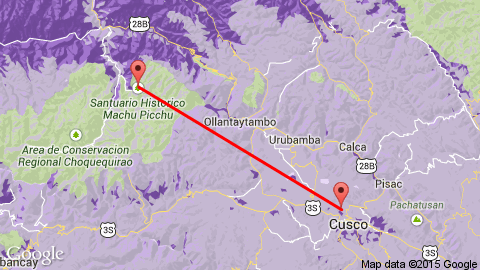 28B
Santuario Historico
Machu Picchu
Ollantaytambo
Urubamba
Area de Conservacion
Regional Choquequirao
Calca
28B
Pisac
3S
Pachatusan
3S
Cusco
3S
Google
bancay
Map data ©2015 Google